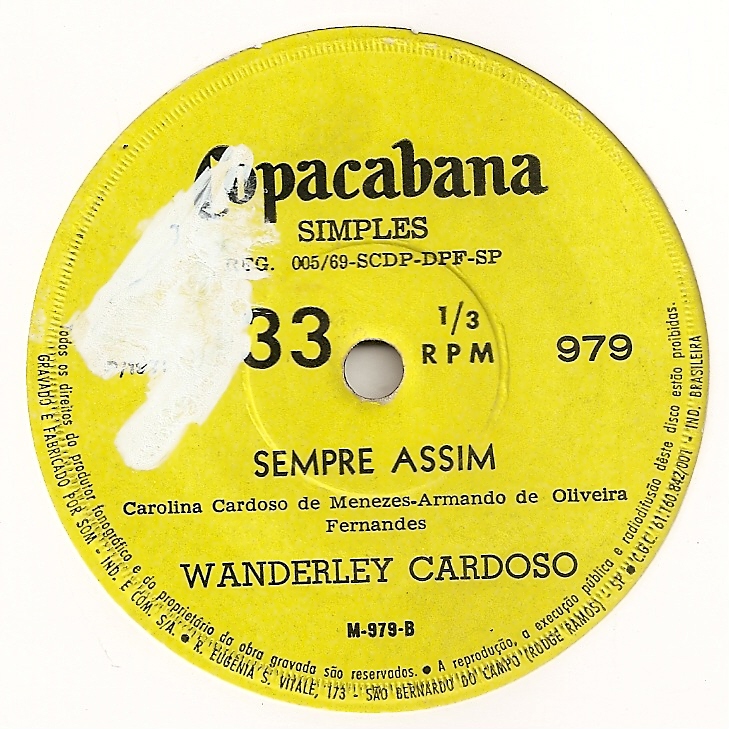 Copacabana
SIMPLES
REG. 005/69-SCDP-DPF-SP
33 1/3 RPM
979
SEMPRE ASSIM
Carolina Cardoso de Menezes-Armando de Oliveira
Fernandes
WANDERLEY CARDOSO
M-979-B
Todos os direitos do produtor fonográfico e do proprietário da obra gravada são reservados. ● A reprodução, a execução pública e radiodifusão dêste disco estão proibidas.
GRAVADO E FABRICADO POR SOM - IND. E COM. S/A. ● R. EUGENIA S. VITALE, 173 - SÃO BERNARDO DO CAMPO (RUDGE RAMOS) - SP ● C.G.C. 61.160.842/001 - IND. BRASILEIRA